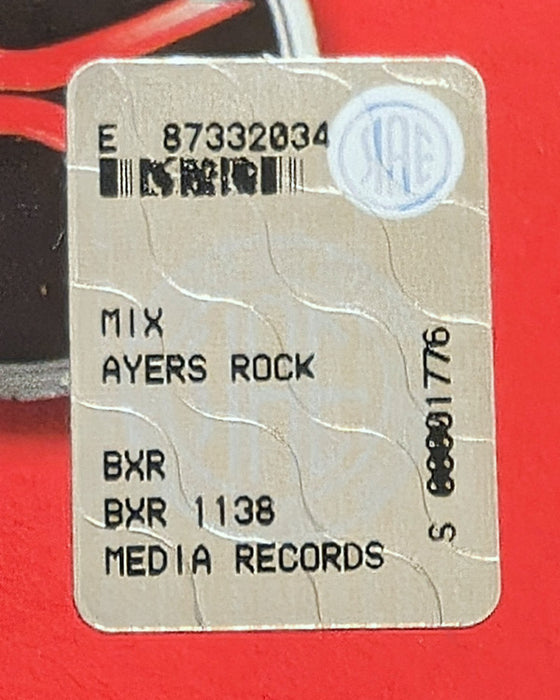 E 87332034
MIX
AYERS ROCK
BXR
BXR 1138
MEDIA RECORDS